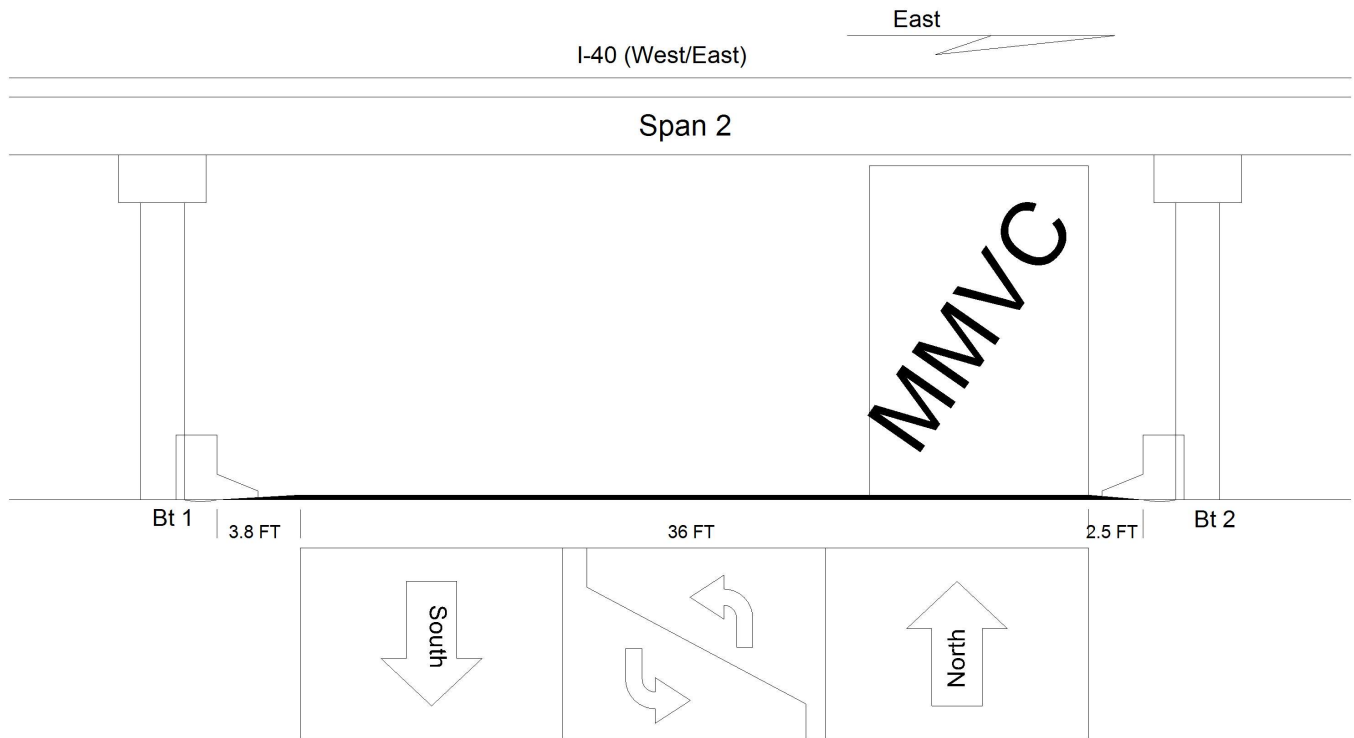 East
I-40 (West/East)
Span 2
MMVC
Bt 1
3.8 FT
36 FT
2.5 FT
Bt 2
South
North